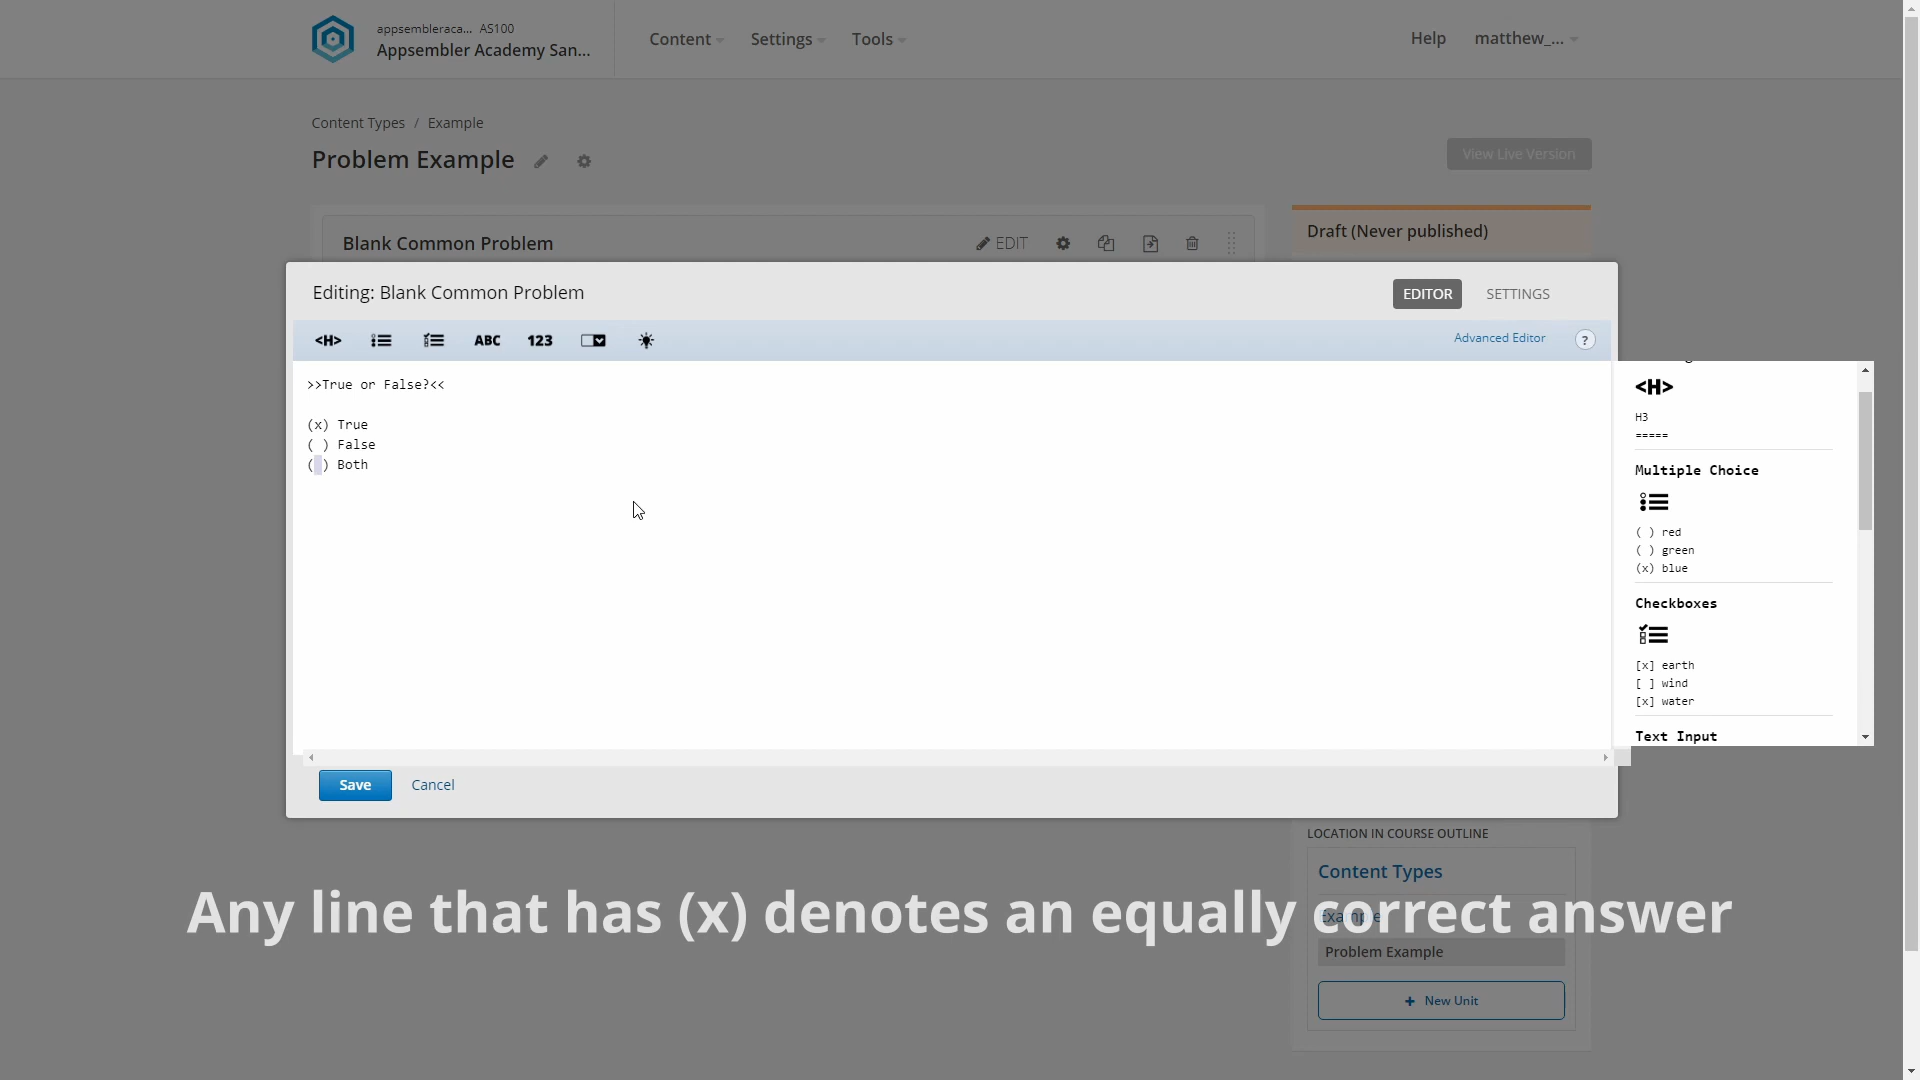 appsembleraca... AS100
Appsembler Academy San...
Content
Settings
Tools
Help
matthew_...
Content Types / Example
Problem Example
View Live Version
Blank Common Problem
EDIT
Draft (Never published)
Editing: Blank Common Problem
EDITOR
SETTINGS
<H>
ABC
123
Advanced Editor
?
>>True or False?<<
(x) True
( ) False
( ) Both
<H>
H3
=====
Multiple Choice
( ) red
( ) green
(x) blue
Checkboxes
[x] earth
[ ] wind
[x] water
Text Input
Save
Cancel
LOCATION IN COURSE OUTLINE
Content Types
Example
Any line that has (x) denotes an equally correct answer
Problem Example
+ New Unit